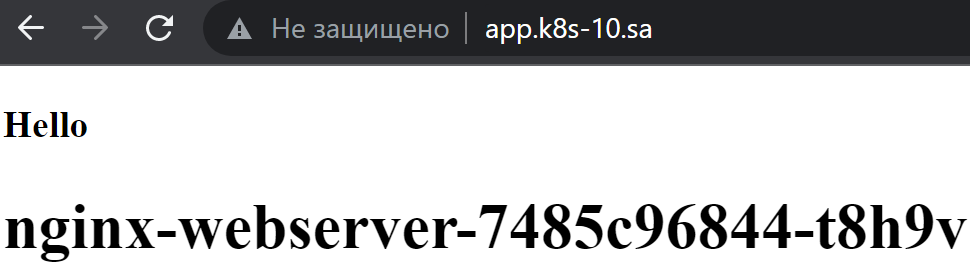 Не защищено app.k8s-10.sa
Hello
nginx-webserver-7485c96844-t8h9v